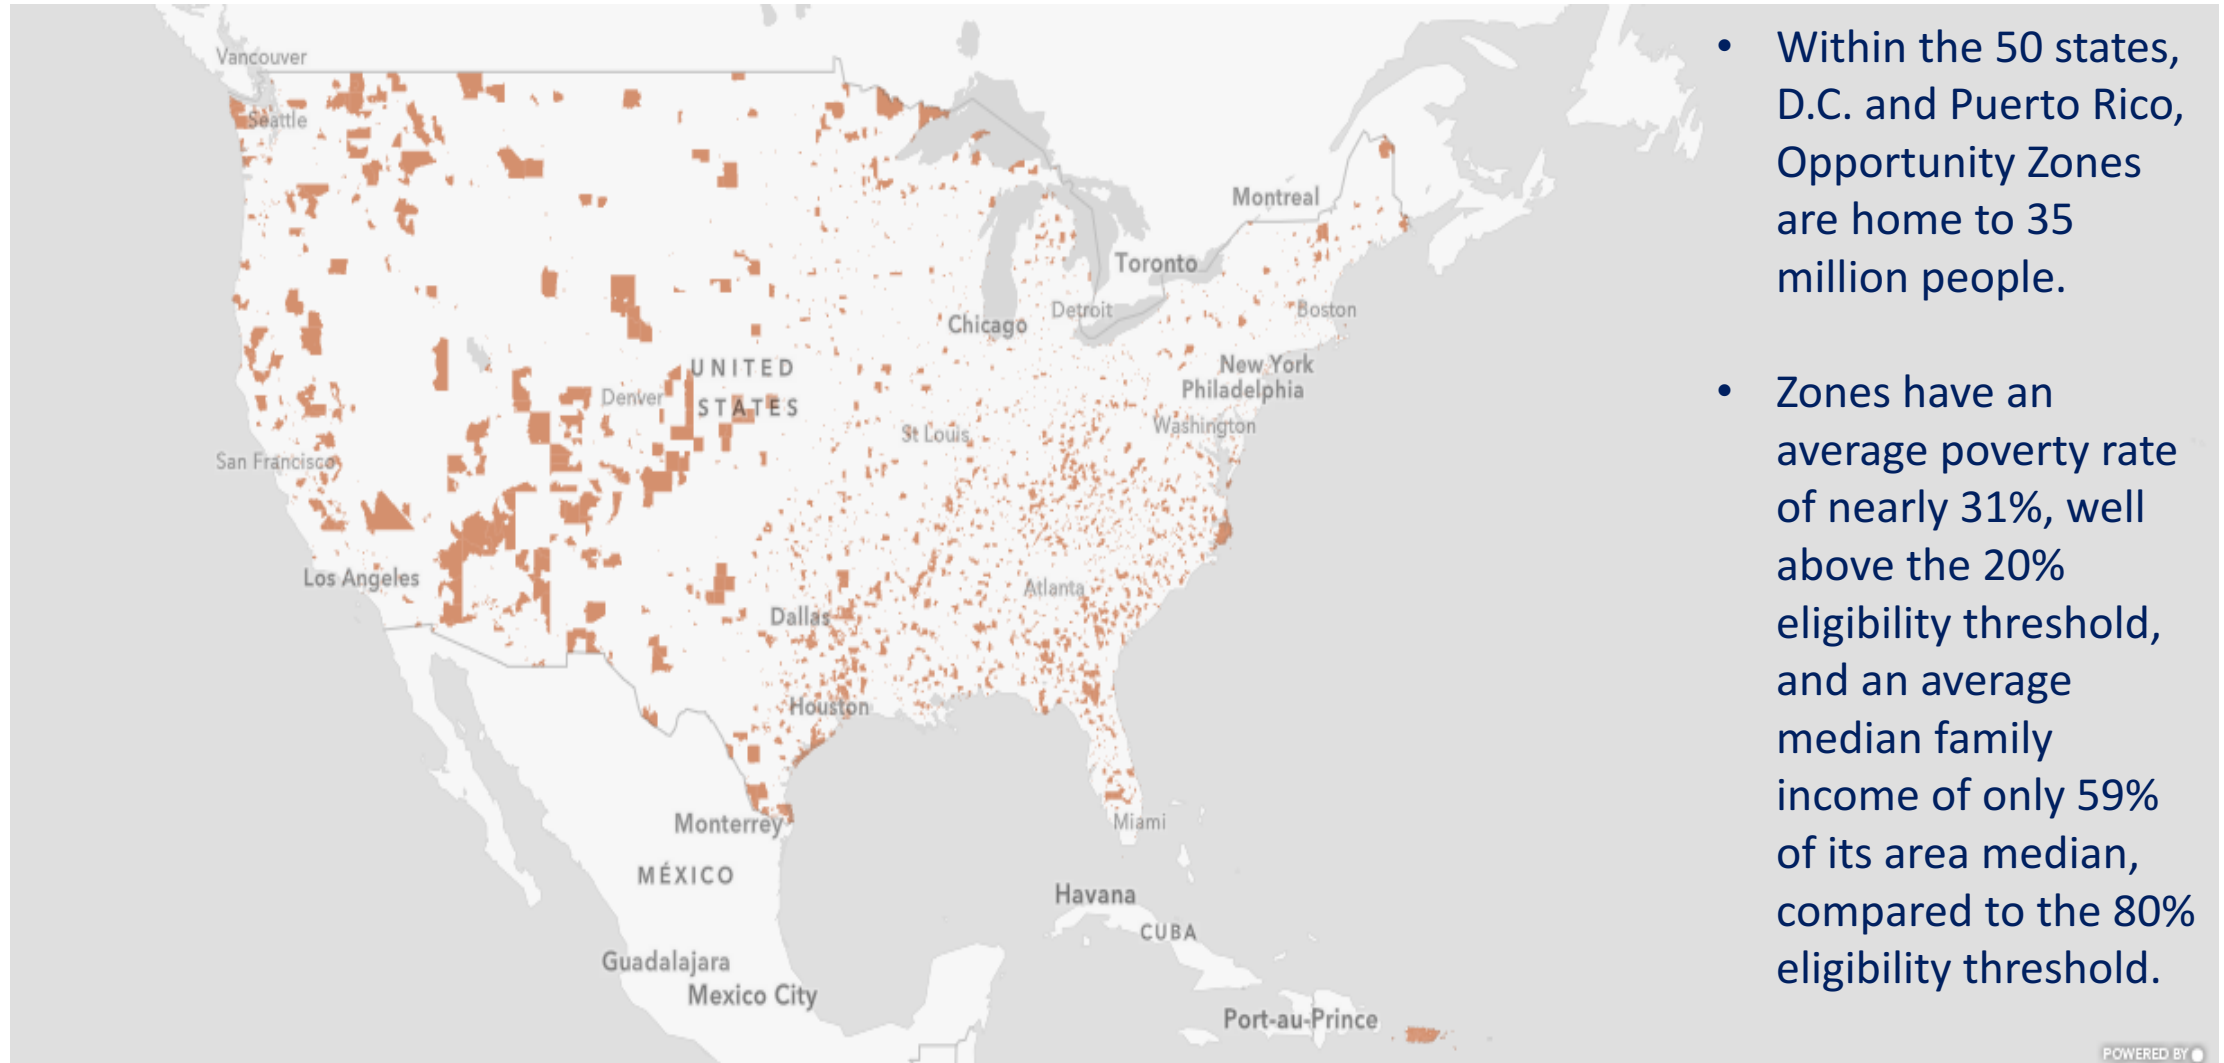 Vancouver
Seattle
Montreal
Toronto
Detroit
Boston
Chicago
New York
UNITED
Philadelphia
Denver
STATES
Washington
St Louis
San Francisco
Los Angeles
Atlanta
Dallas
Houston
Monterrey
Miami
MÉXICO
Havana
CUBA
Guadalajara
Mexico City
Port-au-Prince
• Within the 50 states,
D.C. and Puerto Rico,
Opportunity Zones
are home to 35
million people.
• Zones have an
average poverty rate
of nearly 31%, well
above the 20%
eligibility threshold,
and an average
median family
income of only 59%
of its area median,
compared to the 80%
eligibility threshold.
POWERED BY